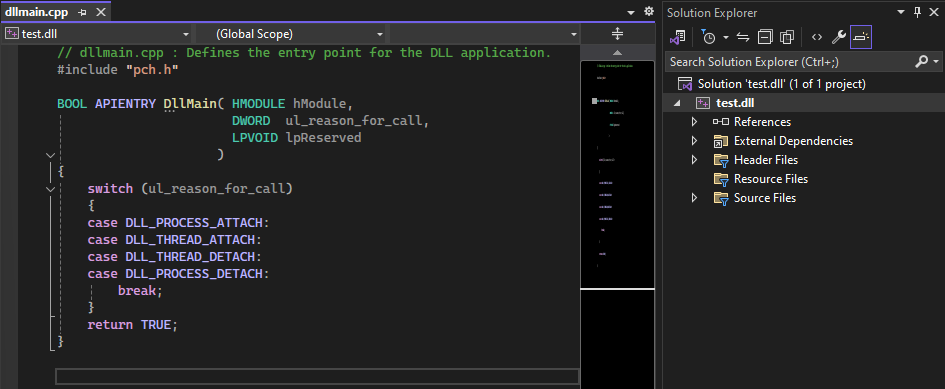 dllmain.cpp
test.dll
(Global Scope)
// dllmain.cpp : Defines the entry point for the DLL application.
#include "pch.h"
BOOL APIENTRY DllMain( HMODULE hModule,
DWORD  ul_reason_for_call,
LPVOID lpReserved
)
{
switch (ul_reason_for_call)
{
case DLL_PROCESS_ATTACH:
case DLL_THREAD_ATTACH:
case DLL_THREAD_DETACH:
case DLL_PROCESS_DETACH:
break;
}
return TRUE;
}
Solution Explorer
Search Solution Explorer (Ctrl+;)
Solution 'test.dll' (1 of 1 project)
test.dll
References
External Dependencies
Header Files
Resource Files
Source Files